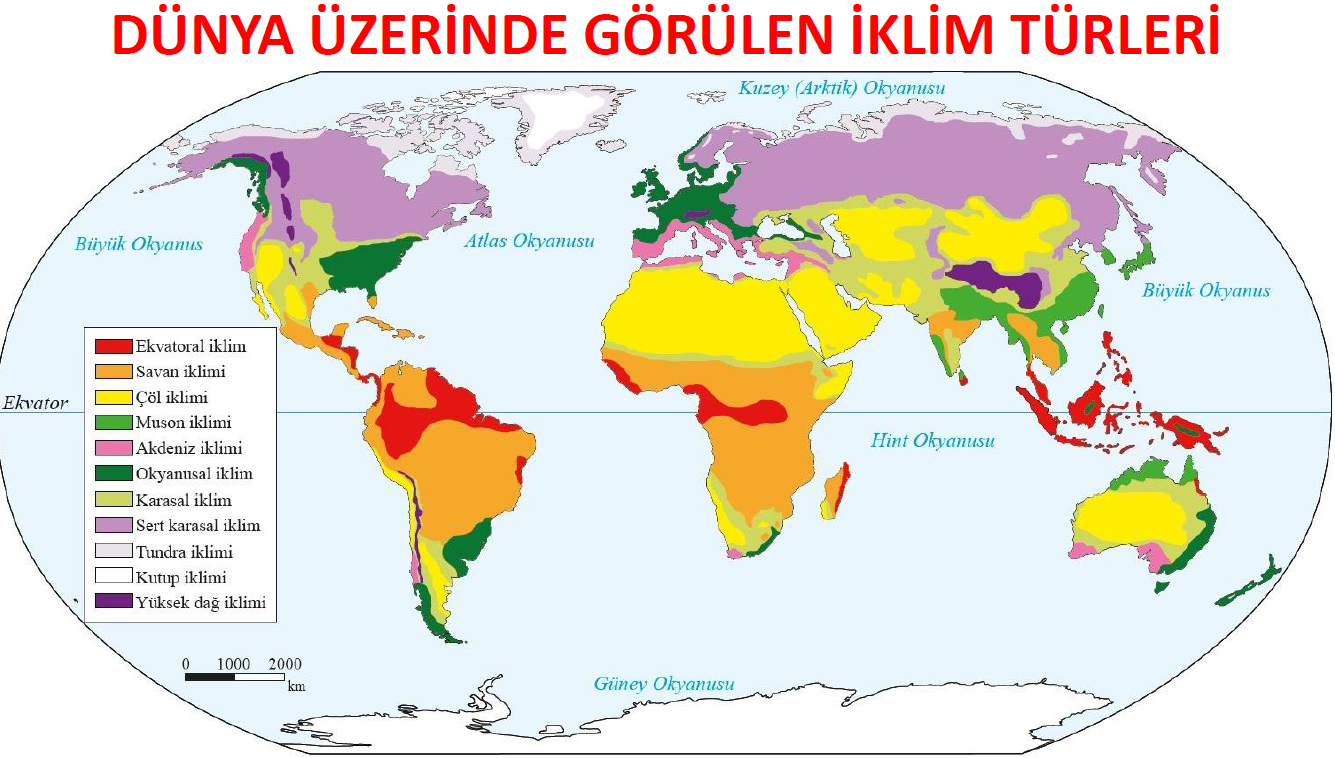 DÜNYA ÜZERİNDE GÖRÜLEN İKLİM TÜRLERİ
Kuzey (Arktik) Okyanusu
Büyük Okyanus
Atlas Okyanusu
Büyük Okyanus
Ekvatoral iklim
Savan iklimi
Çöl iklimi
Ekvator
Muson iklimi
Akdeniz iklimi
Hint Okyanusu
Okyanusal iklim
Karasal iklim
Sert karasal iklim
Tundra iklimi
Kutup iklimi
Yüksek dağ iklimi
0 1000 2000
km
Güney Okyanusu